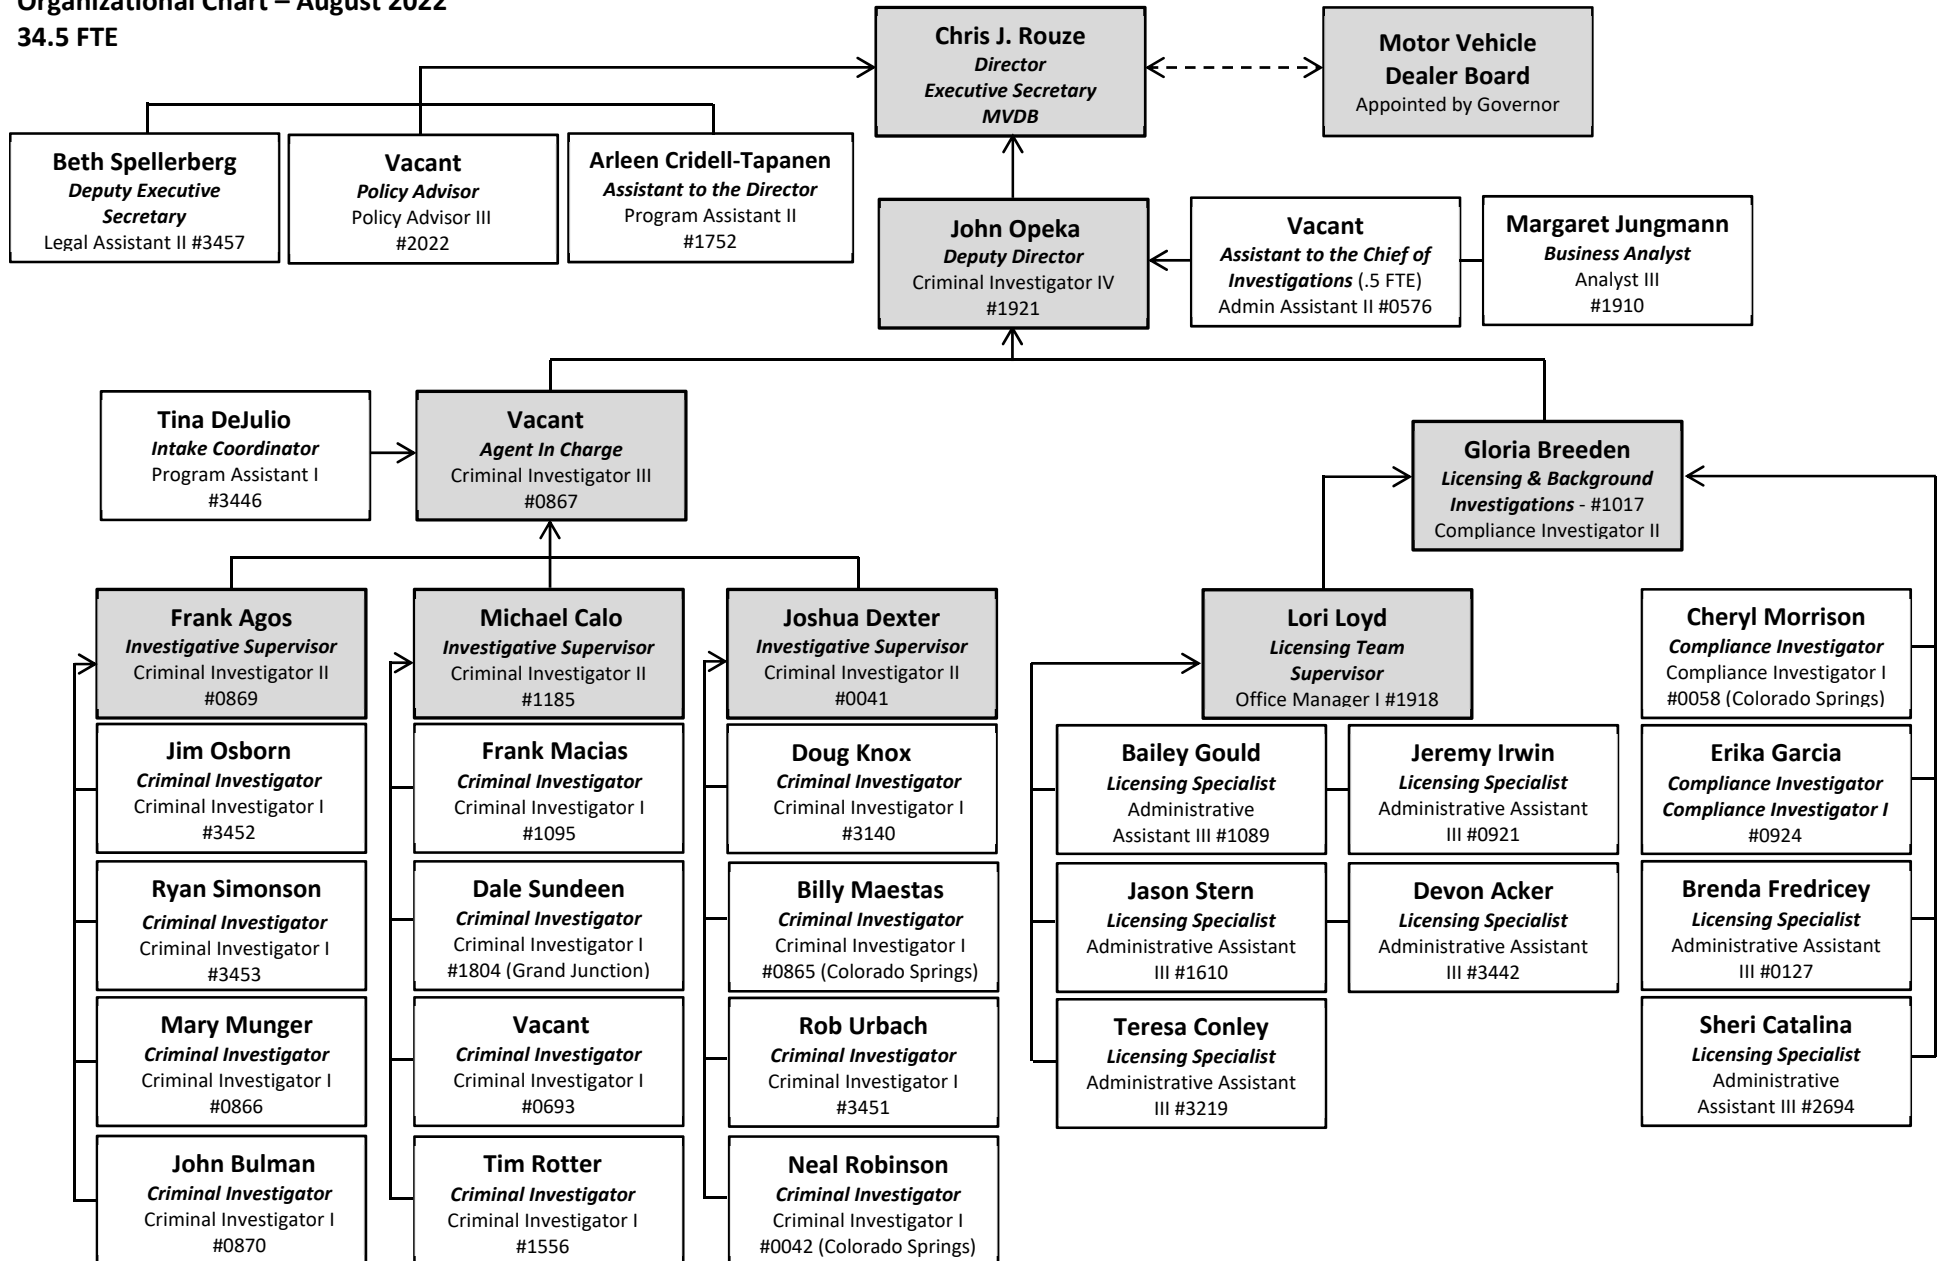 Organizational Chart – August 2022
34.5 FTE
Chris J. Rouze
Director
Executive Secretary
MVDB
Motor Vehicle
Dealer Board
Appointed by Governor
Beth Spellerberg
Deputy Executive
Secretary
Legal Assistant II #3457
Vacant
Policy Advisor
Policy Advisor III
#2022
Arleen Cridell-Tapanen
Assistant to the Director
Program Assistant II
#1752
John Opeka
Deputy Director
Criminal Investigator IV
#1921
Vacant
Assistant to the Chief of
Investigations (.5 FTE)
Admin Assistant II #0576
Margaret Jungmann
Business Analyst
Analyst III
#1910
Tina DeJulio
Intake Coordinator
Program Assistant I
#3446
Vacant
Agent In Charge
Criminal Investigator III
#0867
Gloria Breeden
Licensing & Background
Investigations - #1017
Compliance Investigator II
Frank Agos
Investigative Supervisor
Criminal Investigator II
#0869
Michael Calo
Investigative Supervisor
Criminal Investigator II
#1185
Joshua Dexter
Investigative Supervisor
Criminal Investigator II
#0041
Lori Loyd
Licensing Team
Supervisor
Office Manager I #1918
Cheryl Morrison
Compliance Investigator
Compliance Investigator I
#0058 (Colorado Springs)
Jim Osborn
Criminal Investigator
Criminal Investigator I
#3452
Frank Macias
Criminal Investigator
Criminal Investigator I
#1095
Doug Knox
Criminal Investigator
Criminal Investigator I
#3140
Bailey Gould
Licensing Specialist
Administrative
Assistant III #1089
Jeremy Irwin
Licensing Specialist
Administrative Assistant
III #0921
Erika Garcia
Compliance Investigator
Compliance Investigator I
#0924
Ryan Simonson
Criminal Investigator
Criminal Investigator I
#3453
Dale Sundeen
Criminal Investigator
Criminal Investigator I
#1804 (Grand Junction)
Billy Maestas
Criminal Investigator
Criminal Investigator I
#0865 (Colorado Springs)
Jason Stern
Licensing Specialist
Administrative Assistant
III #1610
Devon Acker
Licensing Specialist
Administrative Assistant
III #3442
Brenda Fredricey
Licensing Specialist
Administrative Assistant
III #0127
Mary Munger
Criminal Investigator
Criminal Investigator I
#0866
Vacant
Criminal Investigator
Criminal Investigator I
#0693
Rob Urbach
Criminal Investigator
Criminal Investigator I
#3451
Teresa Conley
Licensing Specialist
Administrative Assistant
III #3219
Sheri Catalina
Licensing Specialist
Administrative
Assistant III #2694
John Bulman
Criminal Investigator
Criminal Investigator I
#0870
Tim Rotter
Criminal Investigator
Criminal Investigator I
#1556
Neal Robinson
Criminal Investigator
Criminal Investigator I
#0042 (Colorado Springs)